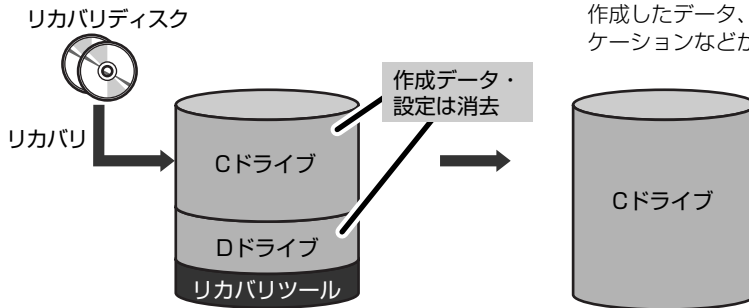 リカバリディスク
作成したデータ、
ケーションなどが
作成データ・
設定は消去
リカバリ
Cドライブ
Dドライブ
リカバリツール
Cドライブ